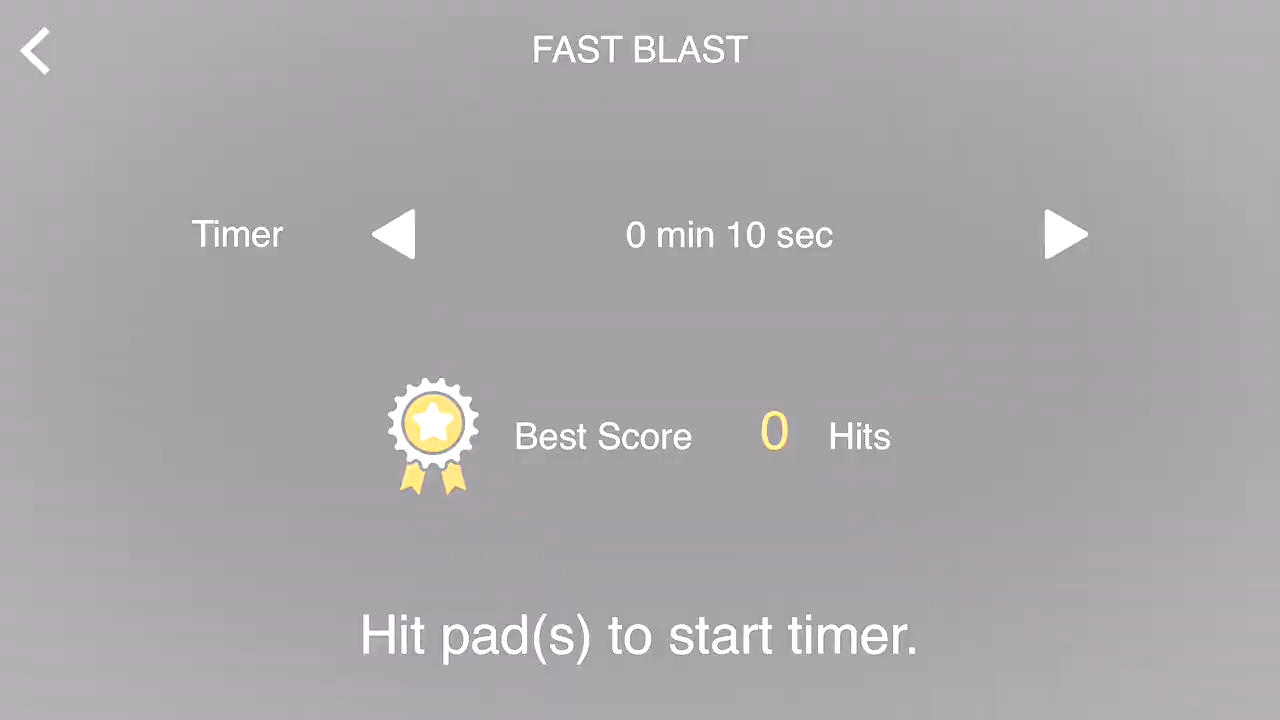 FAST BLAST
Timer 0 min 10 sec
Best Score 0 Hits
Hit pad(s) to start timer.